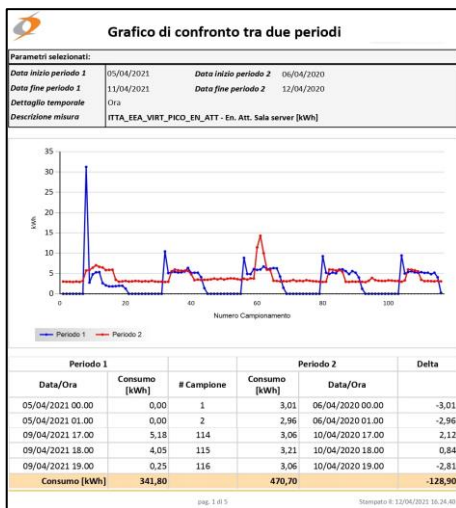 Grafico di confronto tra due periodi
Parametri selezionati:
Data inizio periodo 1 05/04/2021 Data inizio periodo 2 06/04/2020
Data fine periodo 1 11/04/2021 Data fine periodo 2 12/04/2020
Dettaglio temporale Ora
Descrizione misura ITTA_EEA_VIRT_PICO_EN_ATT - En. Att. Sala server [kWh]
35
30
25
20
15
10
5
0
kWh
0 20 40 60 80 100
Numero Campionamento
Periodo 1 Periodo 2
Periodo 1 Periodo 2 Delta
Data/Ora Consumo [kWh] # Campione Consumo [kWh] Data/Ora
05/04/2021 00.00 0,00 1 3,01 06/04/2020 00.00 -3,01
05/04/2021 01.00 0,00 2 2,96 06/04/2020 01.00 -2,96
09/04/2021 17.00 5,18 114 3,06 10/04/2020 17.00 2,12
09/04/2021 18.00 4,05 115 3,21 10/04/2020 18.00 0,84
09/04/2021 19.00 0,25 116 3,06 10/04/2020 19.00 -2,81
Consumo [kWh] 341,80 470,70 -128,90
pag. 1 di 5 Stampato il: 12/04/2021 16.24.40